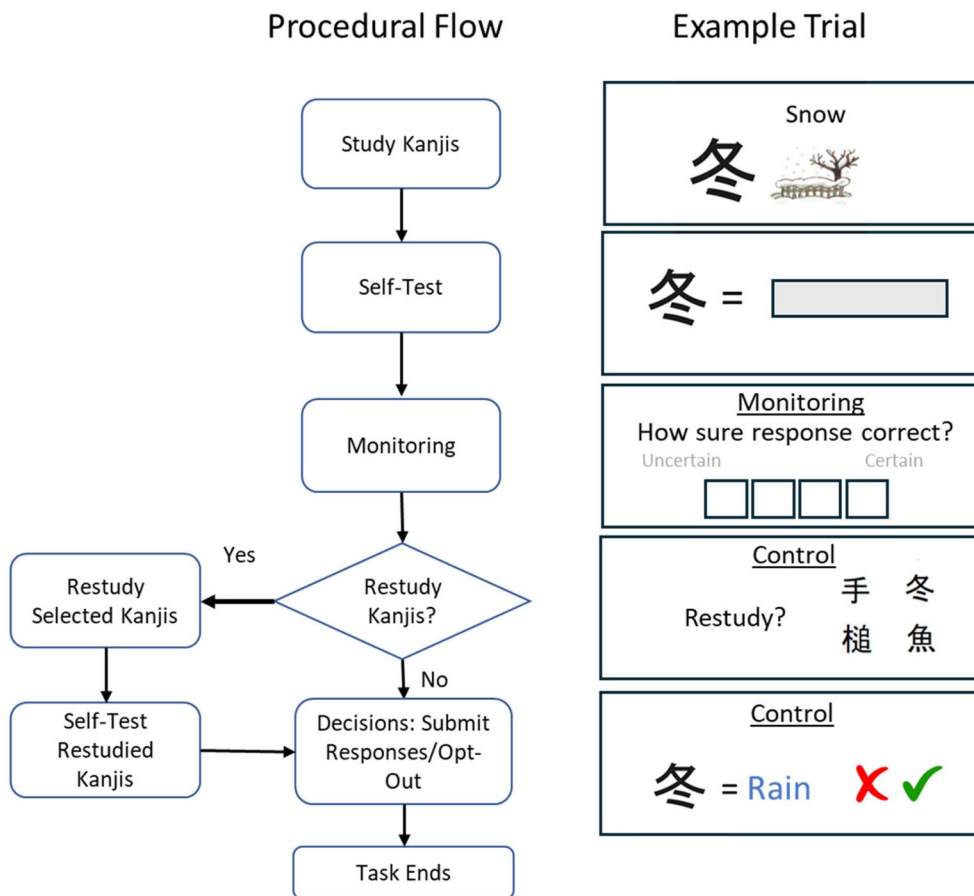 Procedural Flow
Example Trial
Study Kanjis
Self-Test
Monitoring
Restudy
Kanjis?
Yes
No
Restudy
Selected Kanjis
Self-Test
Restudied
Kanjis
Decisions: Submit
Responses/Opt-
Out
Task Ends
Snow
冬
冬 =
Monitoring
How sure response correct?
Uncertain Certain
Control
Restudy?
手 冬
槌 魚
Control
冬 = Rain